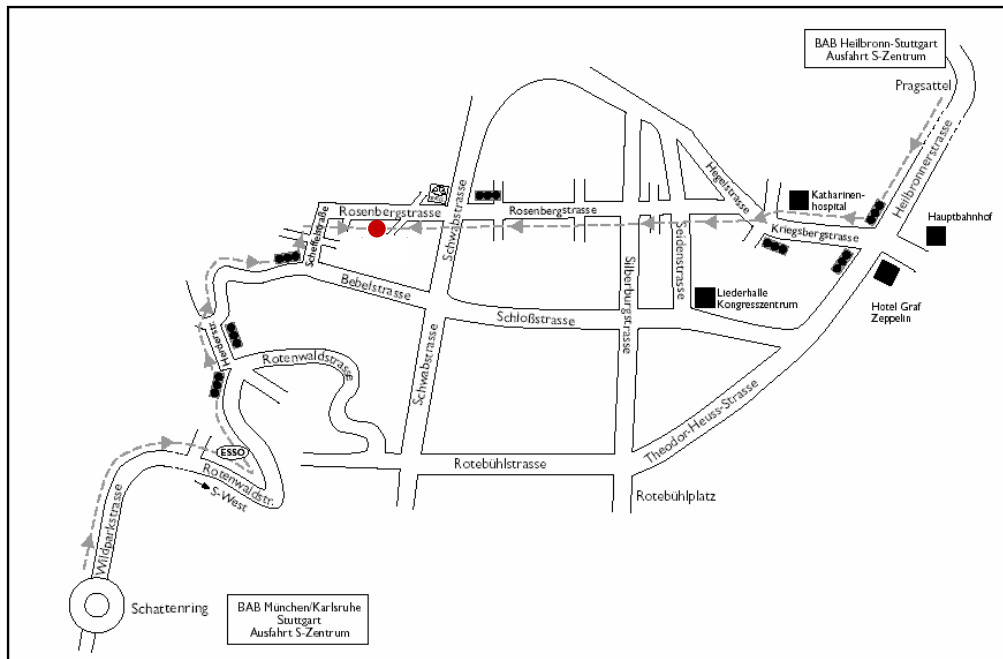 BAB Heilbronn-Stuttgart
Ausfahrt S-Zentrum
Pragsattel
Heilbronnerstrasse
Hegelstrasse
Katharinen-
hospital
Hauptbahnhof
Kriegsbergstrasse
Rosenbergstrasse
Rosenbergstrasse
Schwabstrasse
Scheffelstraße
Seidenstrasse
Silberburgstrasse
Bebelstrasse
Liederhalle
Kongresszentrum
Hotel Graf
Zeppelin
Schloßstrasse
Herderstr.
Rotenwaldstrasse
Schwabstrasse
Theodor-Heuss-Strasse
ESSO
Rotebühlstrasse
Rotenwaldstr.
S-West
Rotebühlplatz
Wildparkstrasse
Schattenring
BAB München/Karlsruhe
Stuttgart
Ausfahrt S-Zentrum